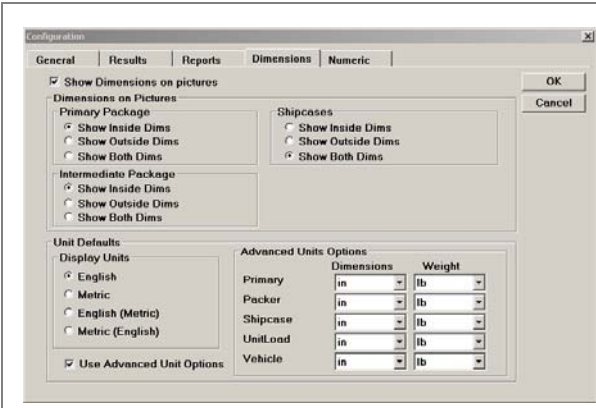 Configuration
General Results Reports Dimensions Numeric
Show Dimensions on pictures
OK
Cancel
Dimensions on Pictures
Primary Package
Show Inside Dims
Show Outside Dims
Show Both Dims
Shipcases
Show Inside Dims
Show Outside Dims
Show Both Dims
Intermediate Package
Show Inside Dims
Show Outside Dims
Show Both Dims
Unit Defaults
Display Units
English
Metric
English (Metric)
Metric (English)
Use Advanced Unit Options
Advanced Units Options
Dimensions Weight
Primary in lb
Packer in lb
Shipcase in lb
UnitLoad in lb
Vehicle in lb